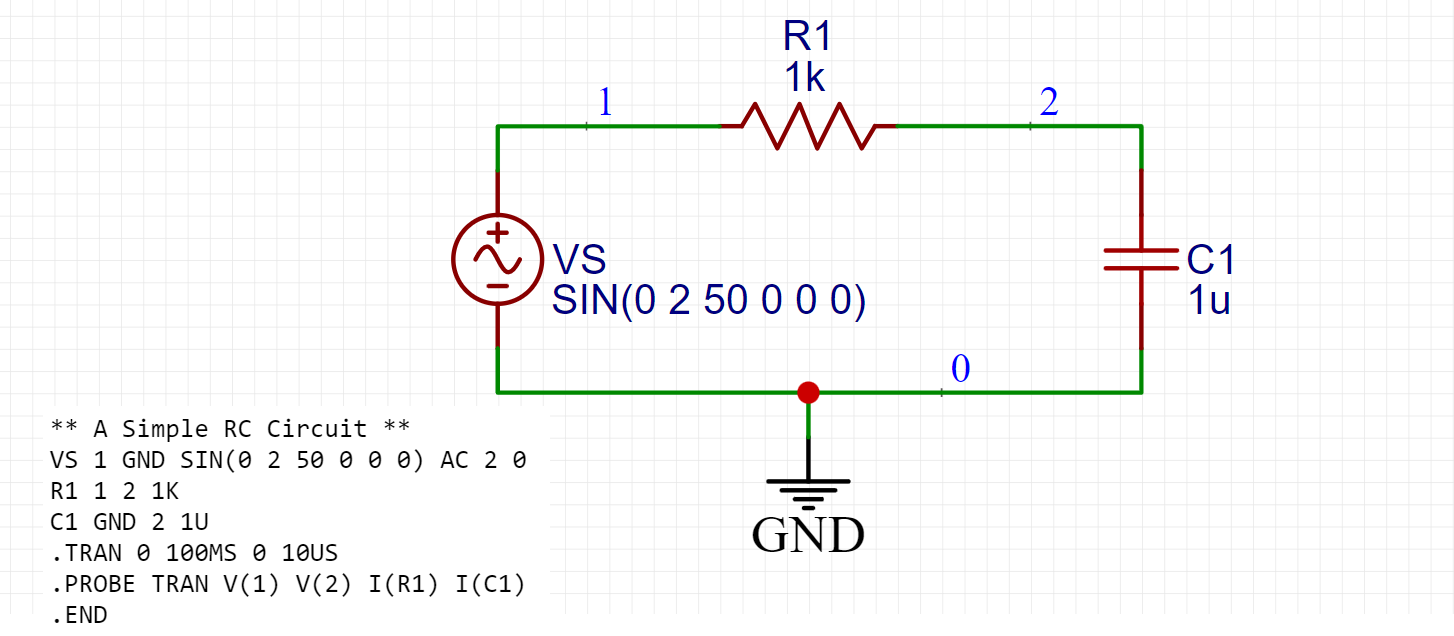 R1
1k
1
2
VS
SIN(0 2 50 0 0 0)
C1
1u
0
GND
** A Simple RC Circuit **
VS 1 GND SIN(0 2 50 0 0 0) AC 2 0
R1 1 2 1K
C1 GND 2 1U
.TRAN 0 100MS 0 10US
.PROBE TRAN V(1) V(2) I(R1) I(C1)
.END